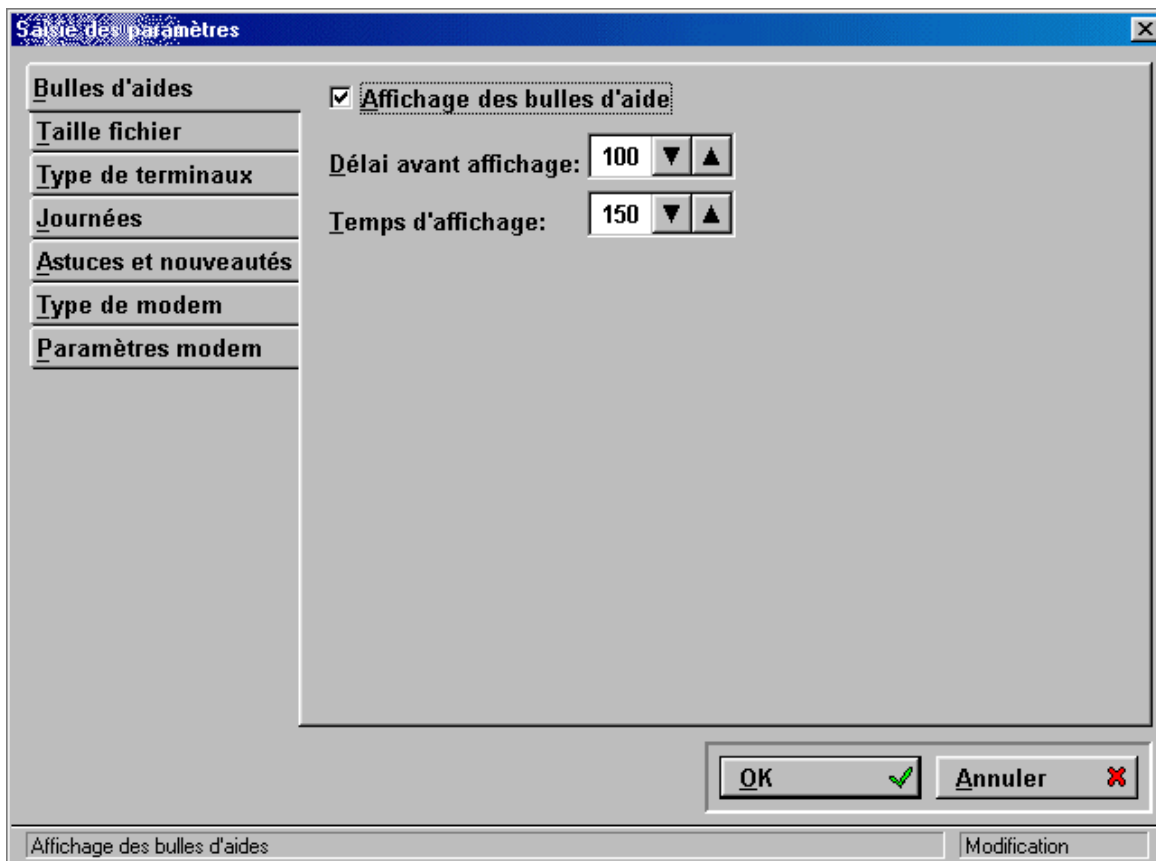 Saisie des paramètres
Bulles d'aides
Taille fichier
Type de terminaux
Journées
Astuces et nouveautés
Type de modem
Paramètres modem
Affichage des bulles d'aide
Délai avant affichage: 100
Temps d'affichage: 150
OK
Annuler
Affichage des bulles d'aides
Modification